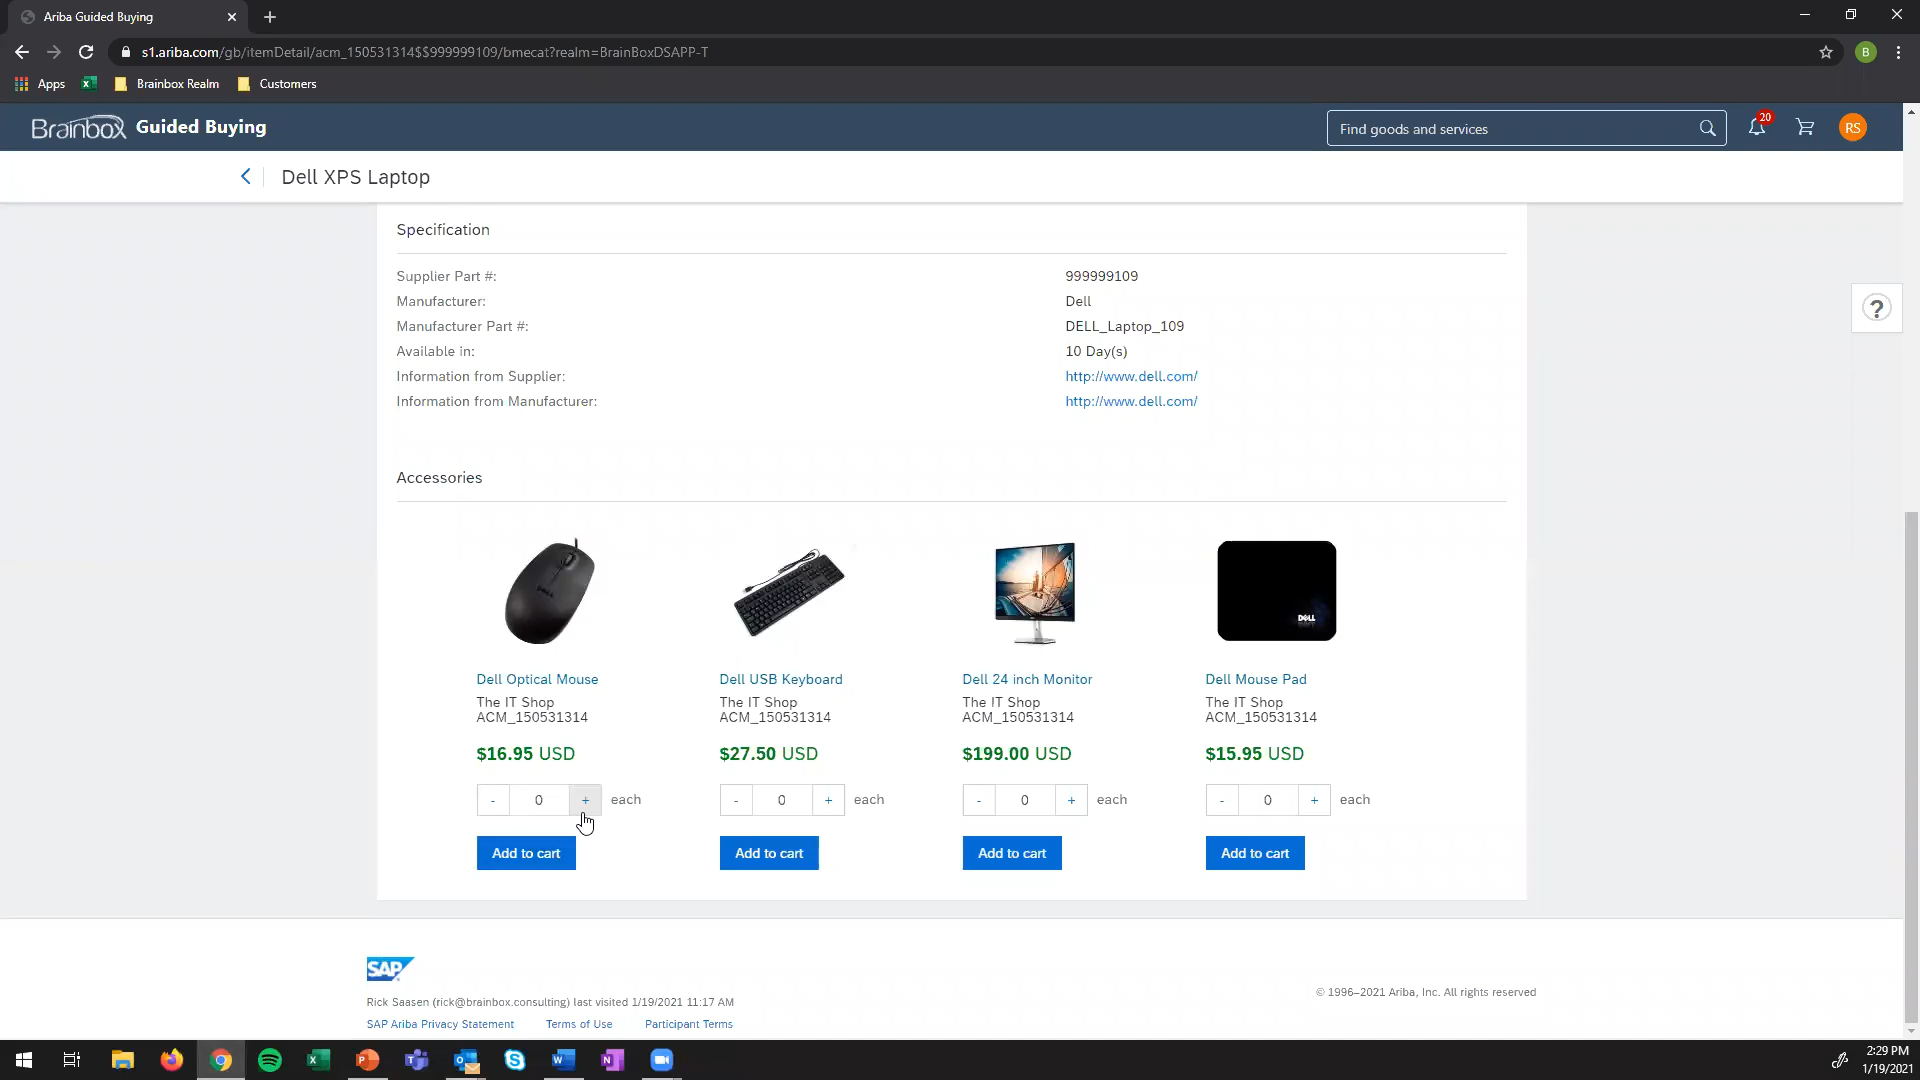 Ariba Guided Buying
s1.ariba.com/gb/itemDetail/acm_150531314$$999999109/bmecat?realm=BrainBoxDSAPP-T
B
Apps
Brainbox Realm
Customers
Brainbox Guided Buying
Find goods and services
20
RS
Dell XPS Laptop
Specification
Supplier Part #: 999999109
Manufacturer: Dell
Manufacturer Part #: DELL_Laptop_109
Available in: 10 Day(s)
Information from Supplier: http://www.dell.com/
Information from Manufacturer: http://www.dell.com/
?
Accessories
DELL
Dell Optical Mouse
The IT Shop
ACM_150531314
$16.95 USD
- 0 + each
Add to cart
Dell USB Keyboard
The IT Shop
ACM_150531314
$27.50 USD
- 0 + each
Add to cart
Dell 24 inch Monitor
The IT Shop
ACM_150531314
$199.00 USD
- 0 + each
Add to cart
DELL
Dell Mouse Pad
The IT Shop
ACM_150531314
$15.95 USD
- 0 + each
Add to cart
SAP
Rick Saasen (rick@brainbox.consulting) last visited 1/19/2021 11:17 AM
© 1996–2021 Ariba, Inc. All rights reserved
SAP Ariba Privacy Statement
Terms of Use
Participant Terms
2:29 PM
1/19/2021